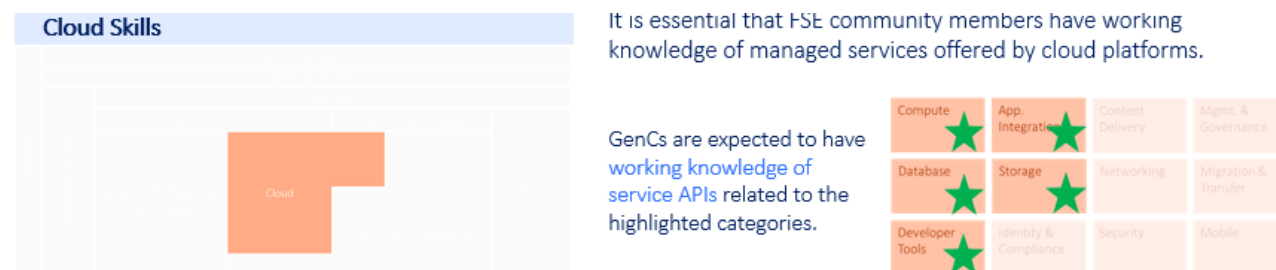 Cloud Skills
Cloud
It is essential that FSE community members have working
knowledge of managed services offered by cloud platforms.
GenCs are expected to have
working knowledge of
service APIs related to the
highlighted categories.
Compute
App.
Integration
Content
Delivery
Mgmt. &
Governance
Database
Storage
Networking
Migration &
Transfer
Developer
Tools
Identity &
Compliance
Security
Mobile